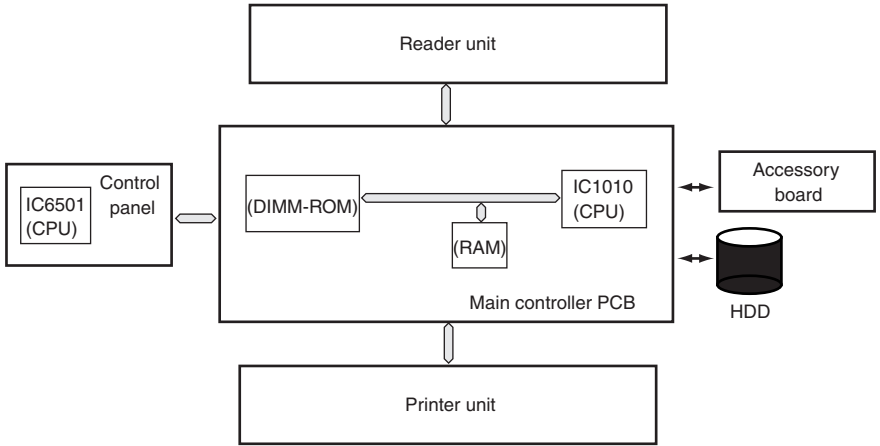 Reader unit
Control
panel
IC6501
(CPU)
(DIMM-ROM)
IC1010
(CPU)
(RAM)
Main controller PCB
Accessory
board
HDD
Printer unit